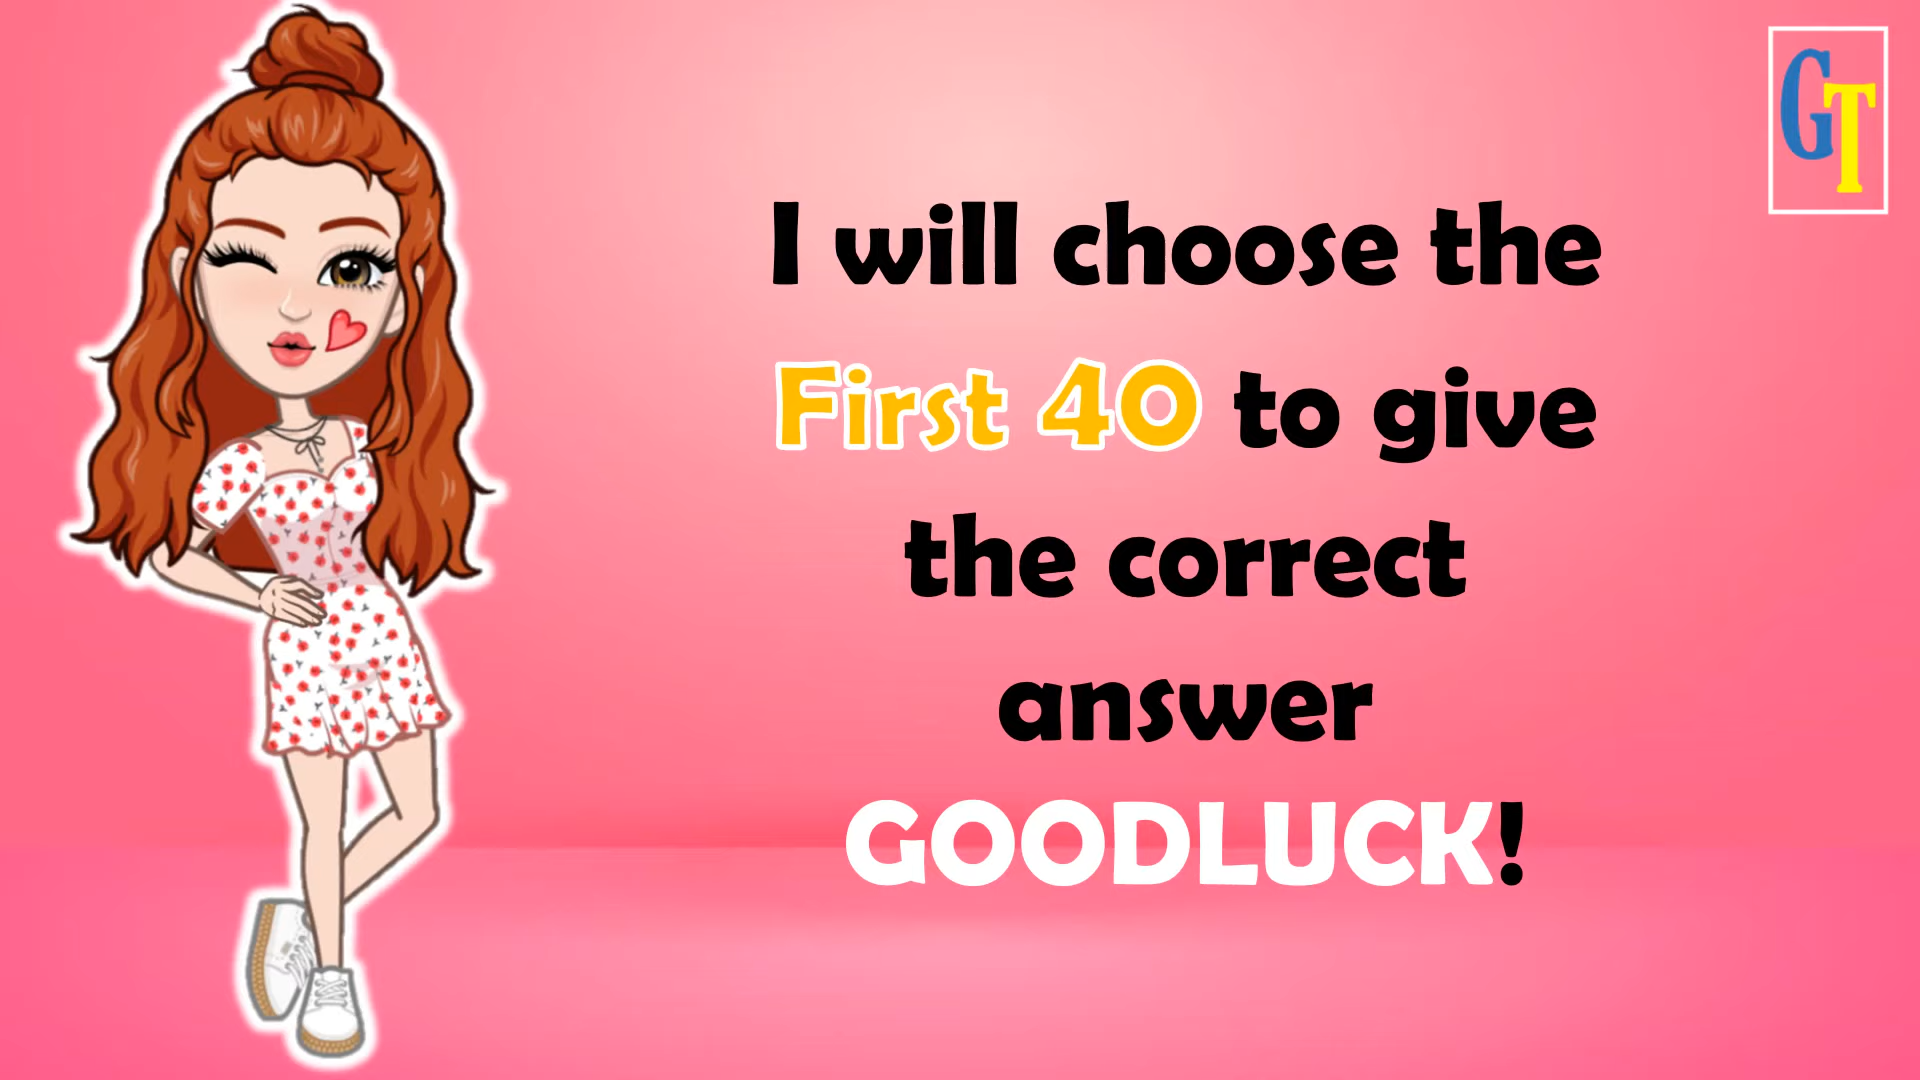 GT
I will choose the
First 40 to give
the correct
answer
GOODLUCK!